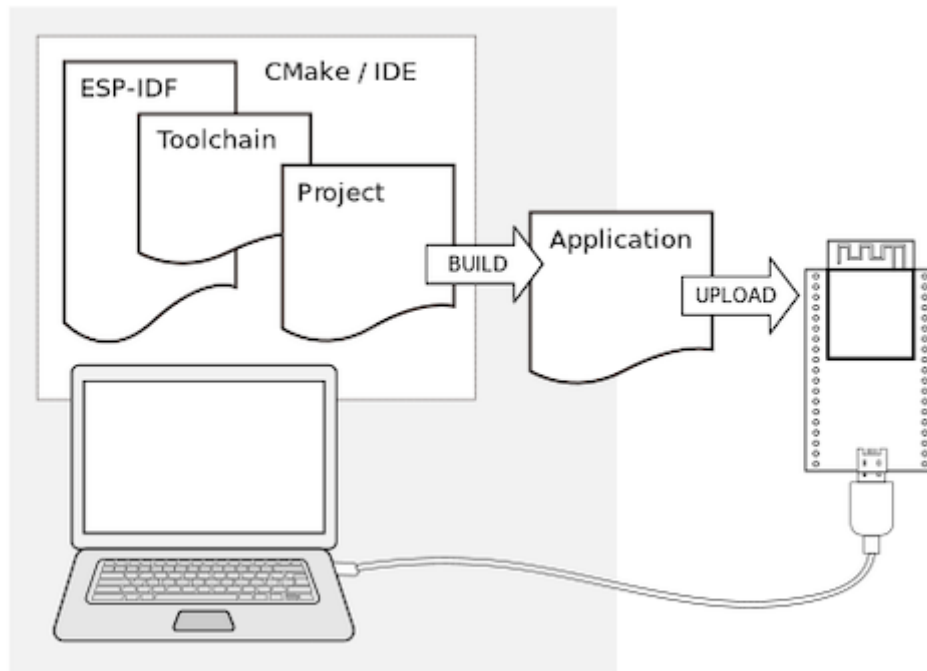 CMake / IDE
ESP-IDF
Toolchain
Project
BUILD
Application
UPLOAD